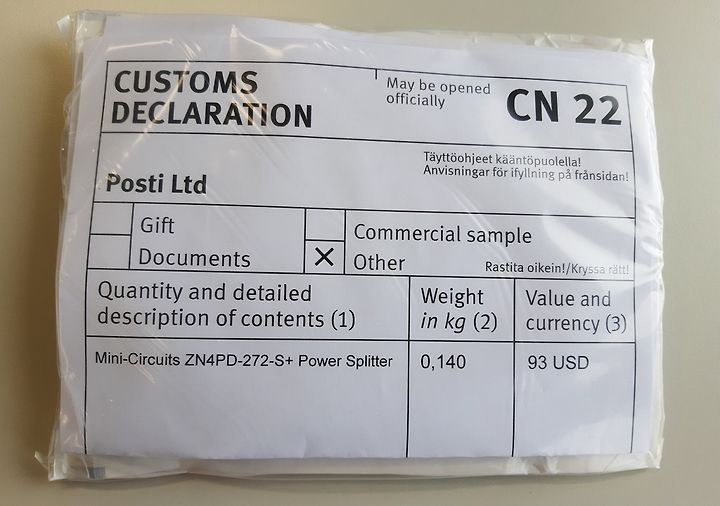 CUSTOMS
DECLARATION
May be opened
officially
CN 22
Täyttöohjeet kääntöpuolella!
Anvisningar för ifyllning på frånsidan!
Posti Ltd
Gift
Commercial sample
Documents
× Other
Rastita oikein!/Kryssa rätt!
Quantity and detailed
description of contents (1)
Weight
in kg (2)
Value and
currency (3)
Mini-Circuits ZN4PD-272-S+ Power Splitter
0,140
93 USD